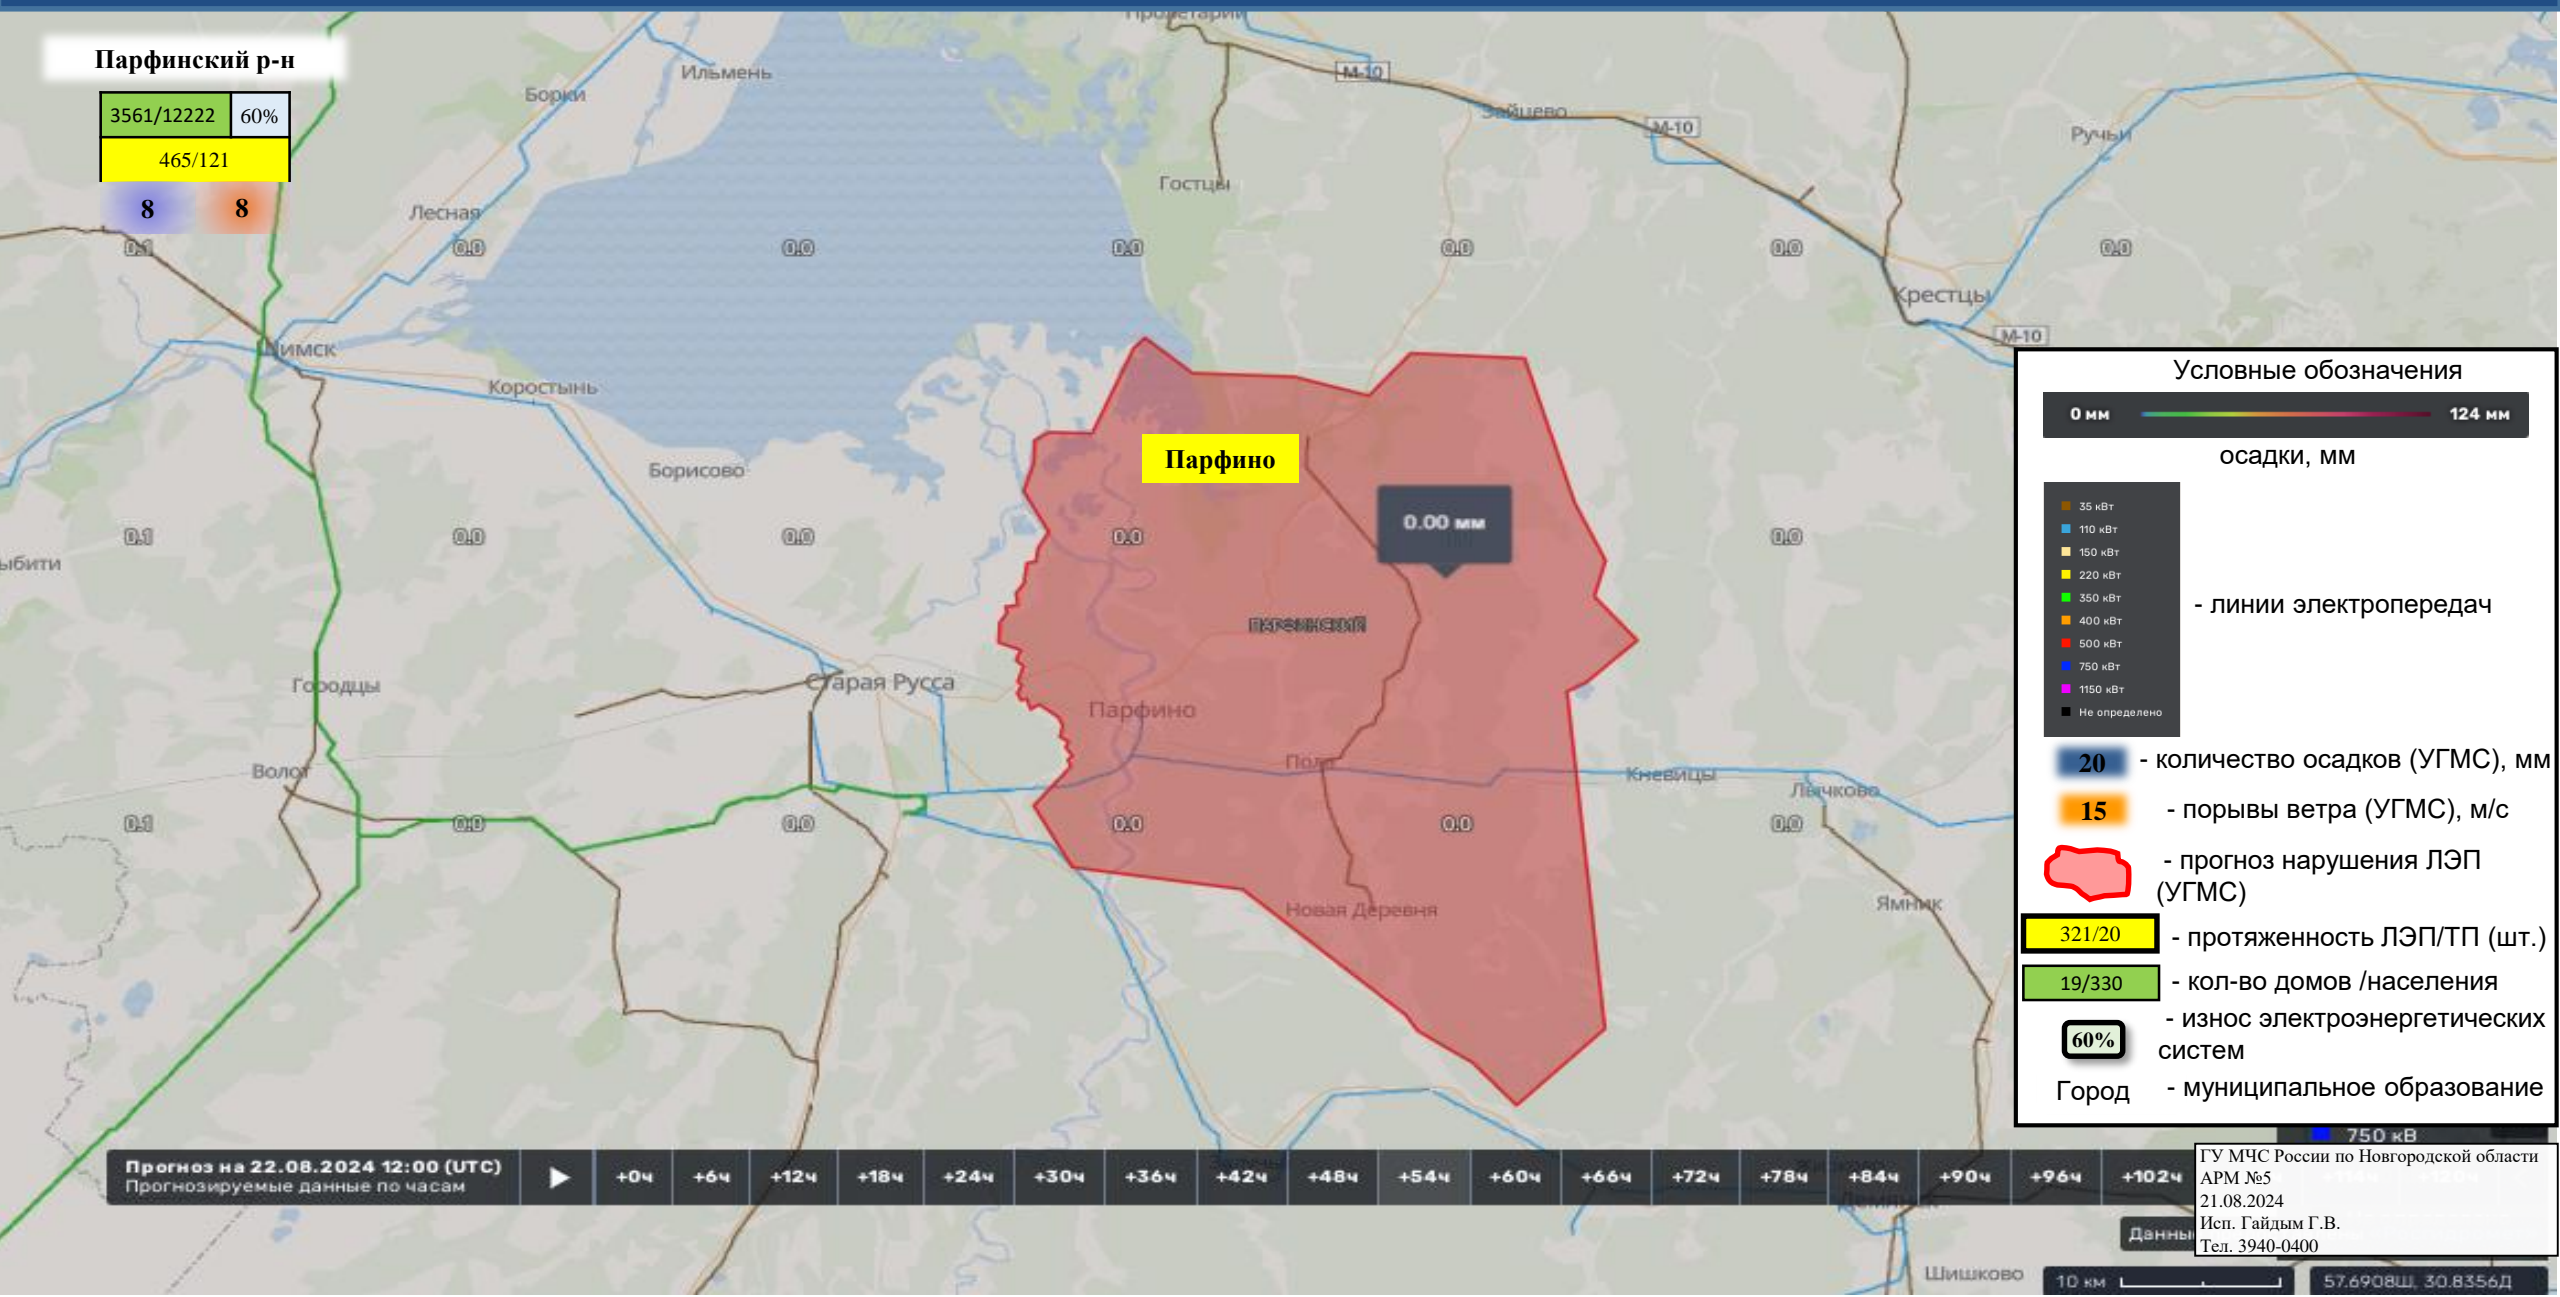 Пролетарий
Парфинский р-н
3561/12222 60%
465/121
8 8
Ильмень
Борки
М-10
Зайцево
М-10
Ручьи
Гостцы
Лесная
0.1 0.0 0.0 0.0 0.0 0.0 0.0
Крестцы
М-10
Шимск
Коростынь
Парфино
Борисово
0.00 мм
0.1 0.0 0.0 0.0 0.0
ПАРФИНСКИЙ
Городцы
Старая Русса
Парфино
Волот
Пола
Кневицы
Лычково
0.1 0.0 0.0 0.0 0.0 0.0
Новая Деревня
Ямник
Условные обозначения
0 мм 124 мм
осадки, мм
35 кВт
110 кВт
150 кВт
220 кВт
350 кВт
400 кВт
500 кВт
750 кВт
1150 кВт
Не определено
- линии электропередач
20 - количество осадков (УГМС), мм
15 - порывы ветра (УГМС), м/с
- прогноз нарушения ЛЭП
(УГМС)
321/20 - протяженность ЛЭП/ТП (шт.)
19/330 - кол-во домов /населения
60% - износ электроэнергетических
систем
Город - муниципальное образование
750 кВ
Прогноз на 22.08.2024 12:00 (UTC)
Прогнозируемые данные по часам
+0ч +6ч +12ч +18ч +24ч +30ч +36ч +42ч +48ч +54ч +60ч +66ч +72ч +78ч +84ч +90ч +96ч +102ч
ГУ МЧС России по Новгородской области
АРМ №5
21.08.2024
Исп. Гайдым Г.В.
Тел. 3940-0400
Шишково
10 км
57.6908Ш, 30.8356Д